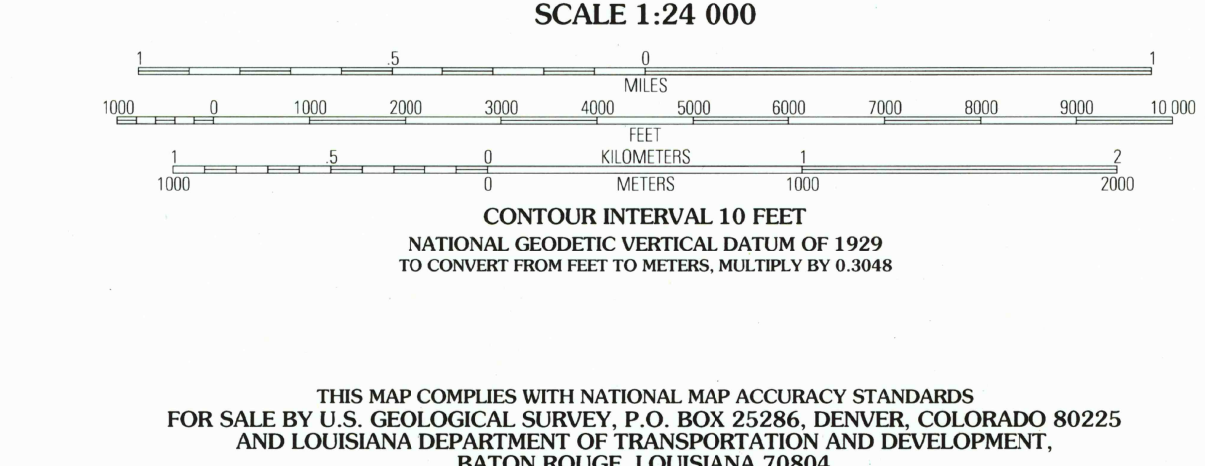 SCALE 1:24 000
1 .5 0 1
MILES
1000 0 1000 2000 3000 4000 5000 6000 7000 8000 9000 10 000
FEET
1 .5 0 KILOMETERS 1 2
1000 0 METERS 1000 2000
CONTOUR INTERVAL 10 FEET
NATIONAL GEODETIC VERTICAL DATUM OF 1929
TO CONVERT FROM FEET TO METERS, MULTIPLY BY 0.3048
THIS MAP COMPLIES WITH NATIONAL MAP ACCURACY STANDARDS
FOR SALE BY U.S. GEOLOGICAL SURVEY, P.O. BOX 25286, DENVER, COLORADO 80225
AND LOUISIANA DEPARTMENT OF TRANSPORTATION AND DEVELOPMENT,
BATON ROUGE, LOUISIANA 70804